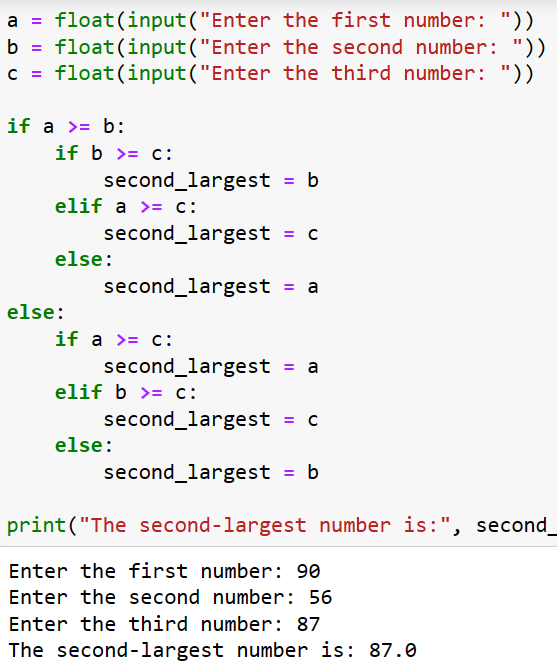 a = float(input("Enter the first number: "))
b = float(input("Enter the second number: "))
c = float(input("Enter the third number: "))

if a >= b:
    if b >= c:
        second_largest = b
    elif a >= c:
        second_largest = c
    else:
        second_largest = a
else:
    if a >= c:
        second_largest = a
    elif b >= c:
        second_largest = c
    else:
        second_largest = b

print("The second-largest number is:", second_
Enter the first number: 90
Enter the second number: 56
Enter the third number: 87
The second-largest number is: 87.0